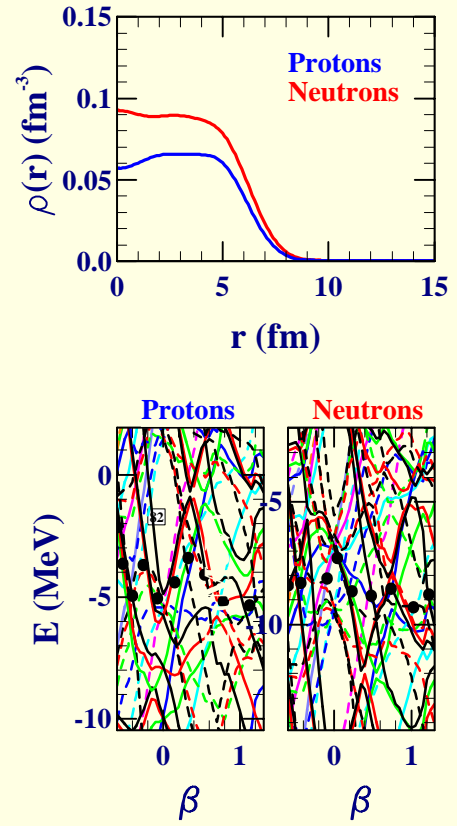 0.15
0.1
0.05
0.0
ρ(r) (fm-3)
Protons
Neutrons
0 5 10 15
r (fm)
Protons Neutrons
0
-5
-10
E (MeV)
82
-5
-10
0 1 0 1
β β